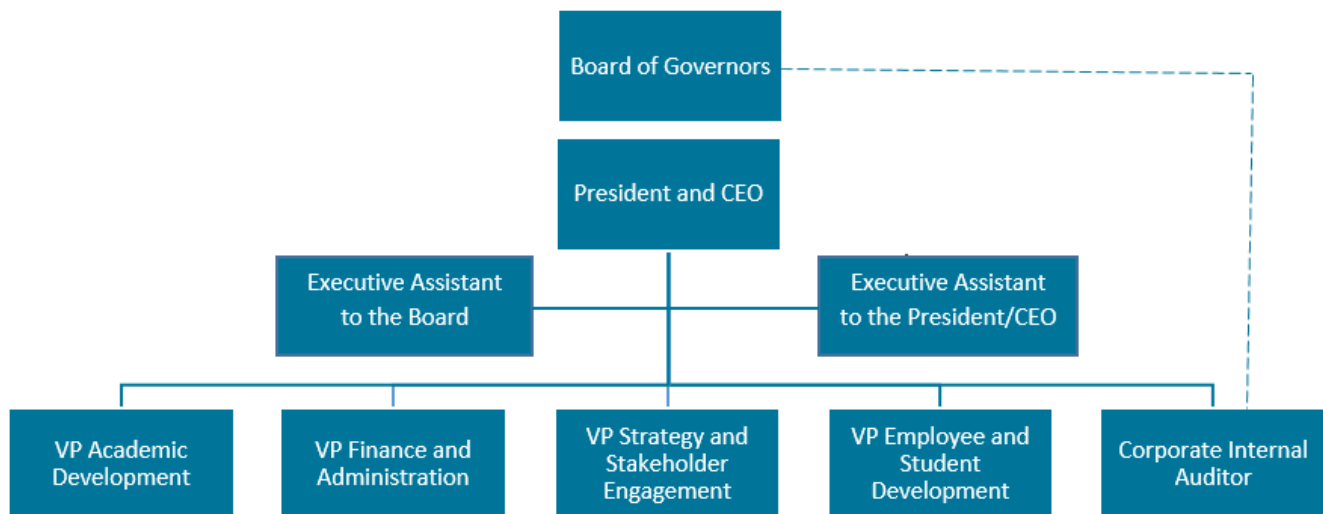 Board of Governors
President and CEO
Executive Assistant
to the Board
Executive Assistant
to the President/CEO
VP Academic
Development
VP Finance and
Administration
VP Strategy and
Stakeholder
Engagement
VP Employee and
Student
Development
Corporate Internal
Auditor